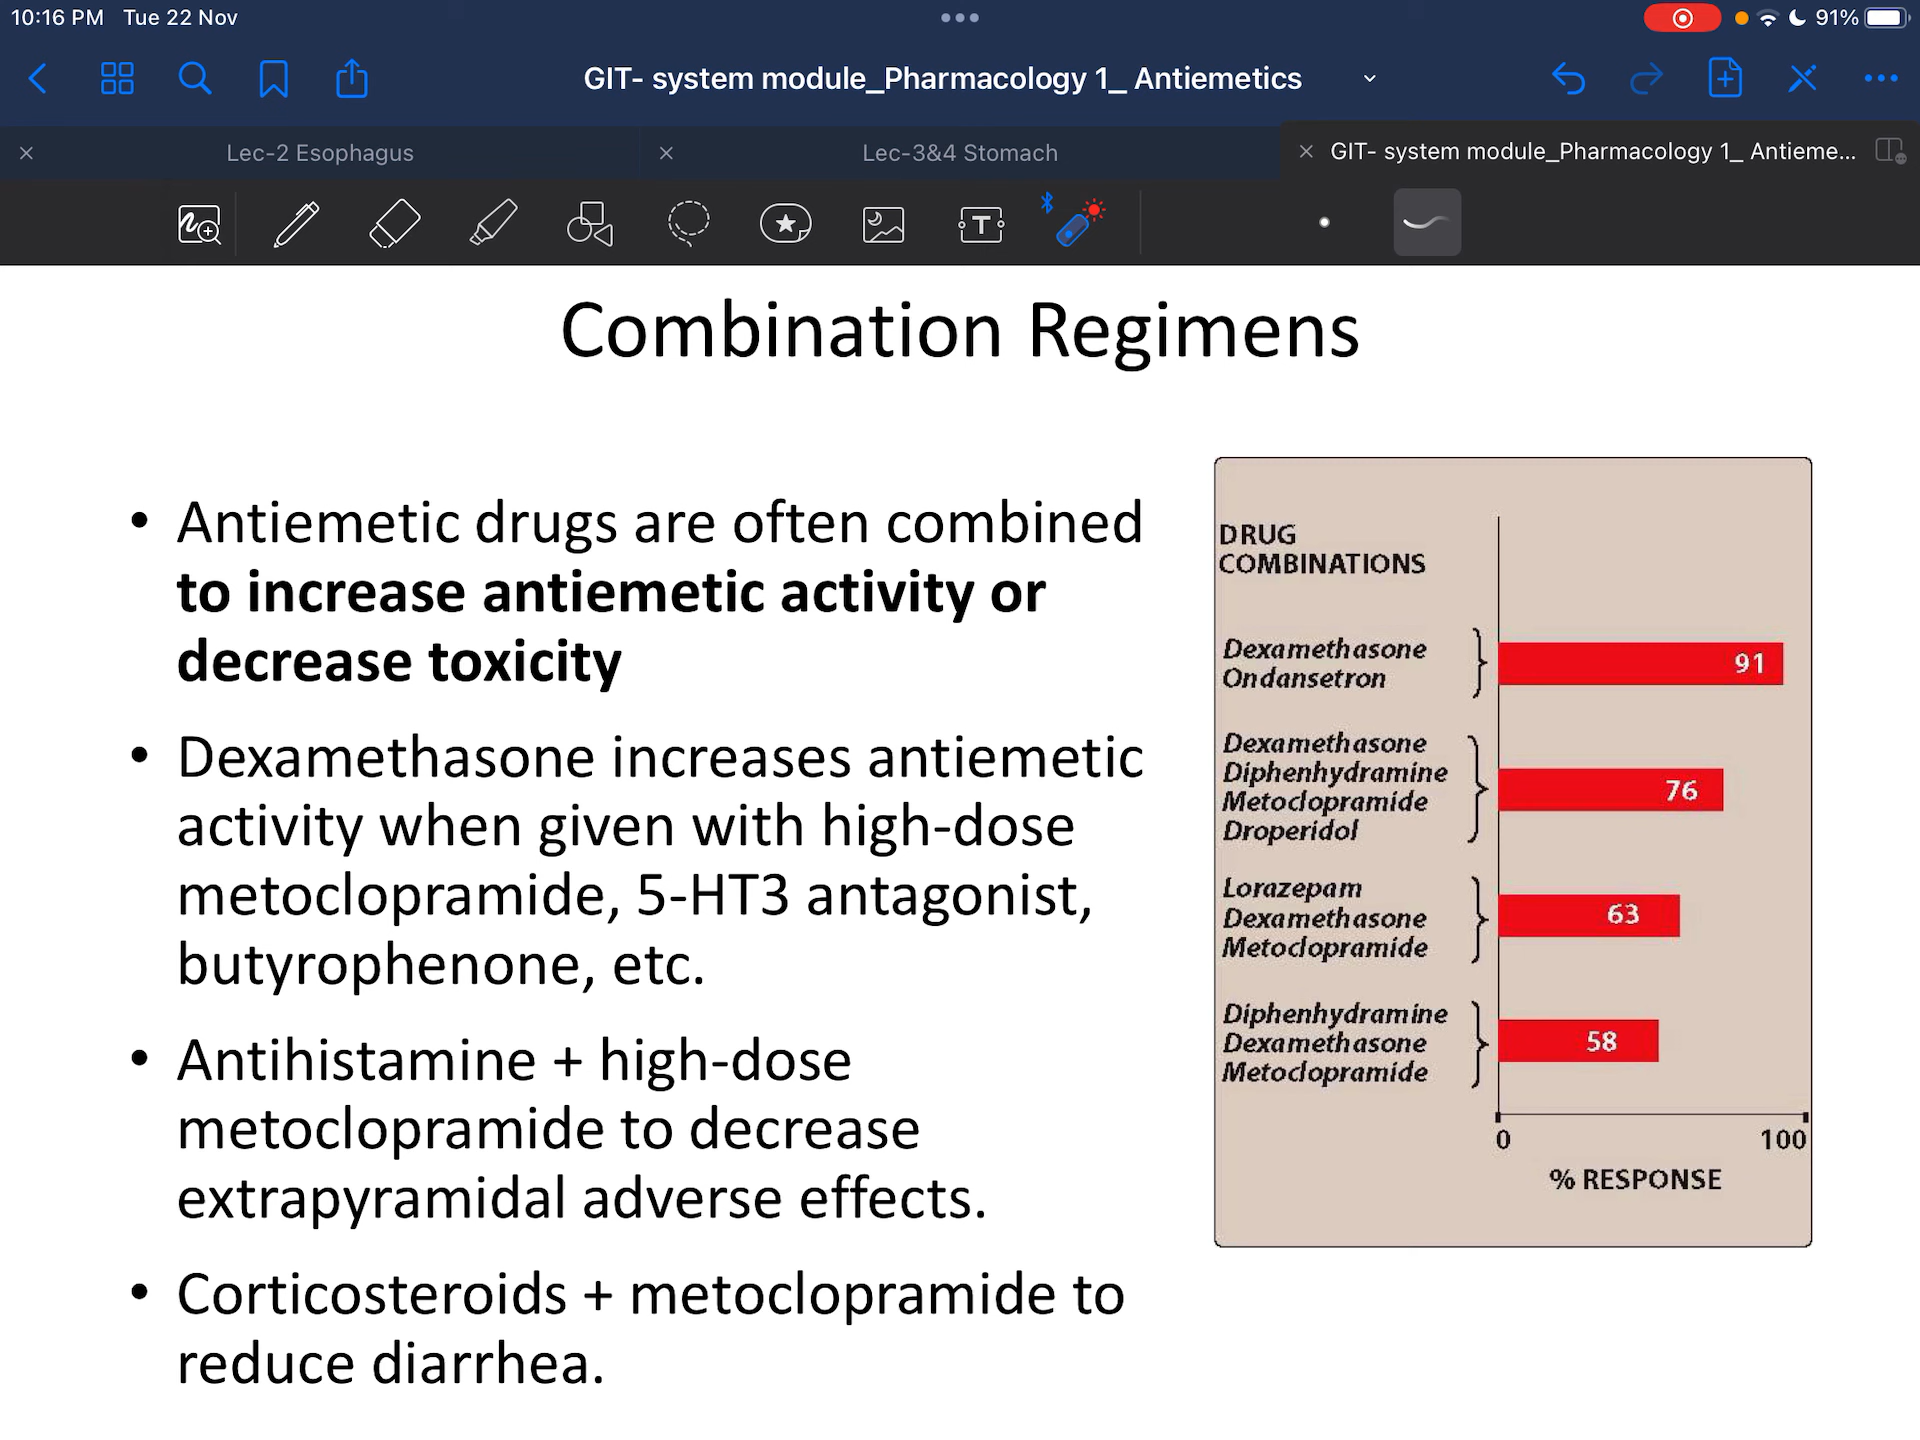 10:16 PM Tue 22 Nov
91%
GIT- system module_Pharmacology 1_ Antiemetics
Lec-2 Esophagus
Lec-3&4 Stomach
GIT- system module_Pharmacology 1_ Antieme...
T
Combination Regimens
• Antiemetic drugs are often combined
to increase antiemetic activity or
decrease toxicity
• Dexamethasone increases antiemetic
activity when given with high-dose
metoclopramide, 5-HT3 antagonist,
butyrophenone, etc.
• Antihistamine + high-dose
metoclopramide to decrease
extrapyramidal adverse effects.
• Corticosteroids + metoclopramide to
reduce diarrhea.
DRUG
COMBINATIONS
Dexamethasone
Ondansetron
91
Dexamethasone
Diphenhydramine
Metoclopramide
Droperidol
76
Lorazepam
Dexamethasone
Metoclopramide
63
Diphenhydramine
Dexamethasone
Metoclopramide
58
0 100
% RESPONSE